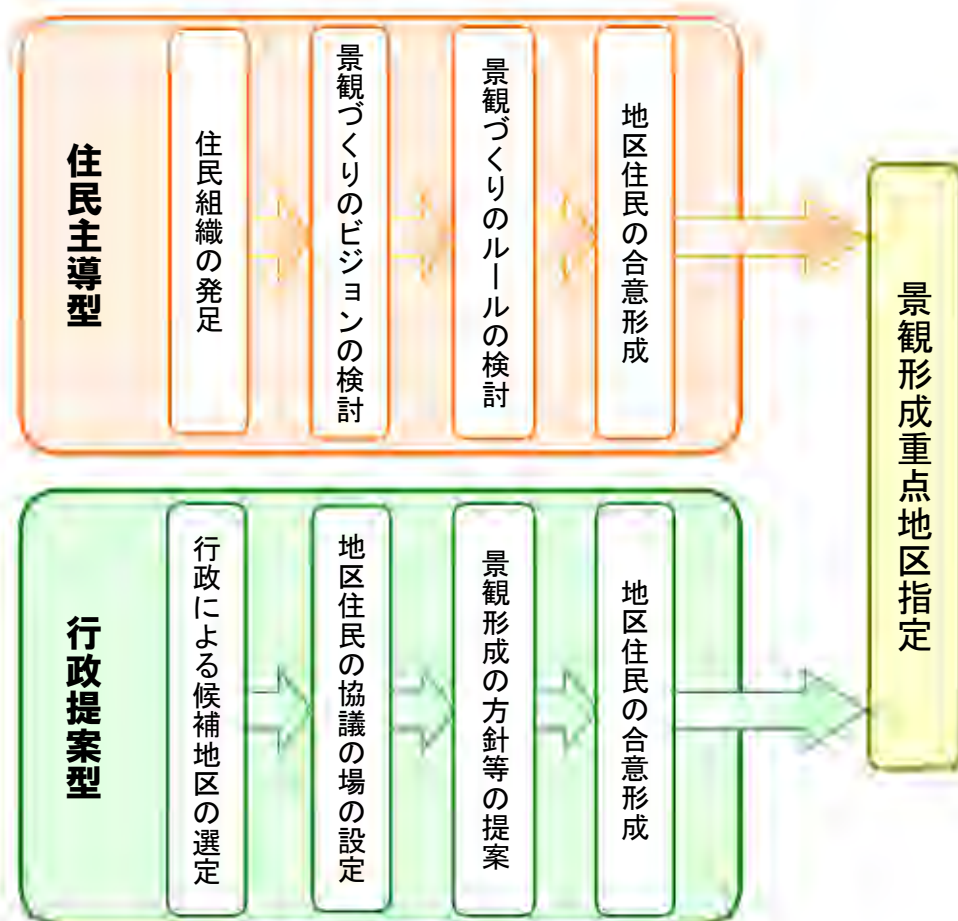 住民主導型
住民組織の発足
景観づくりのビジョンの検討
景観づくりのルールの検討
地区住民の合意形成
行政提案型
行政による候補地区の選定
地区住民の協議の場の設定
景観形成の方針等の提案
地区住民の合意形成
景観形成重点地区指定